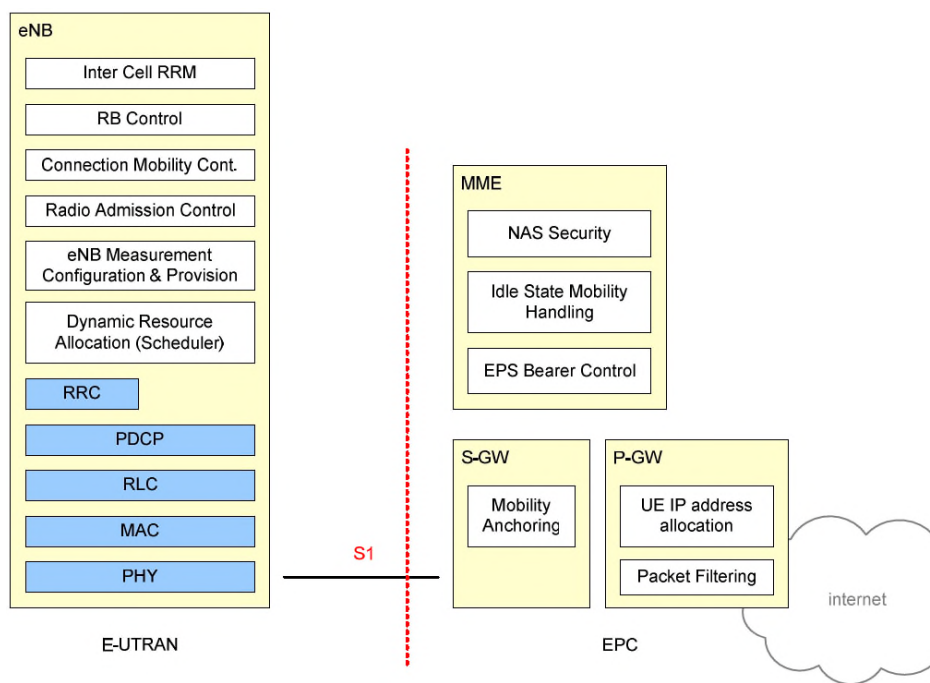 eNB
Inter Cell RRM
RB Control
Connection Mobility Cont.
Radio Admission Control
eNB Measurement
Configuration & Provision
Dynamic Resource
Allocation (Scheduler)
RRC
PDCP
RLC
MAC
PHY
S1
MME
NAS Security
Idle State Mobility
Handling
EPS Bearer Control
S-GW
Mobility
Anchoring
P-GW
UE IP address
allocation
Packet Filtering
internet
E-UTRAN
EPC